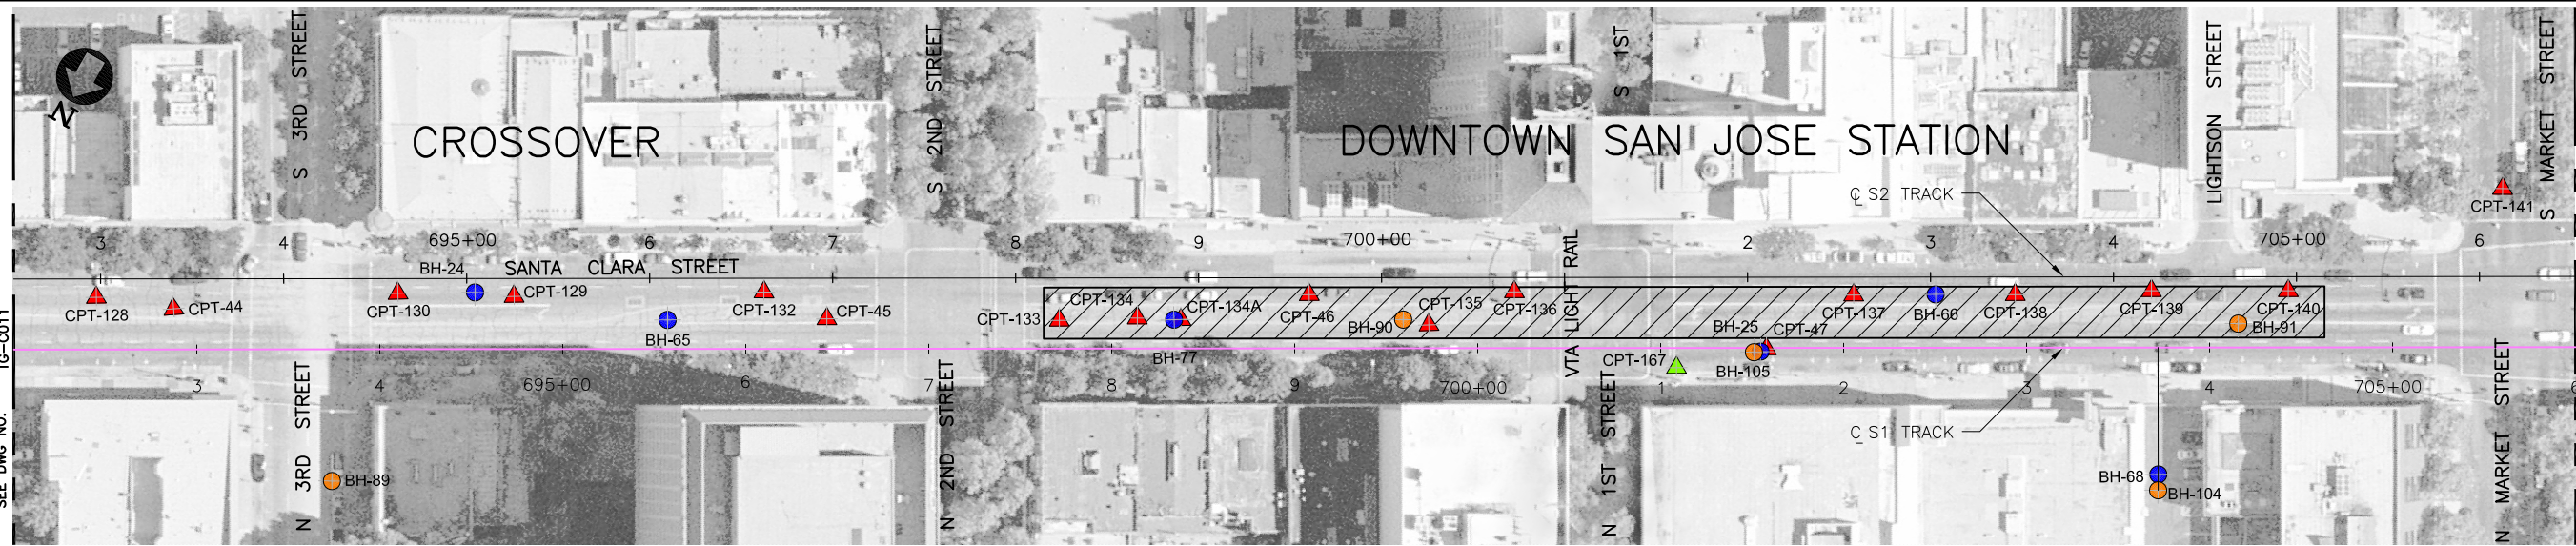 S 3RD STREET
S 2ND STREET
S 1ST
LIGHTSON STREET
S MARKET STREET
N
CROSSOVER
DOWNTOWN SAN JOSE STATION
℄ S2 TRACK
CPT-141
3
4
695+00
6
7
8
9
700+00
2
3
4
705+00
6
BH-24
SANTA CLARA STREET
VTA LIGHT RAIL
CPT-128
CPT-44
CPT-130
CPT-129
BH-65
CPT-132
CPT-45
CPT-133
CPT-134
CPT-134A
BH-77
CPT-46
BH-90
CPT-135
CPT-136
BH-25
CPT-47
CPT-137
BH-66
CPT-138
CPT-139
CPT-140
BH-91
CPT-167
BH-105
3
4
695+00
6
7
8
9
700+00
1
2
3
4
705+00
6
℄ S1 TRACK
BH-89
BH-68
BH-104
N 3RD STREET
N 2ND STREET
N 1ST STREET
N MARKET STREET
SEE DWG NO.